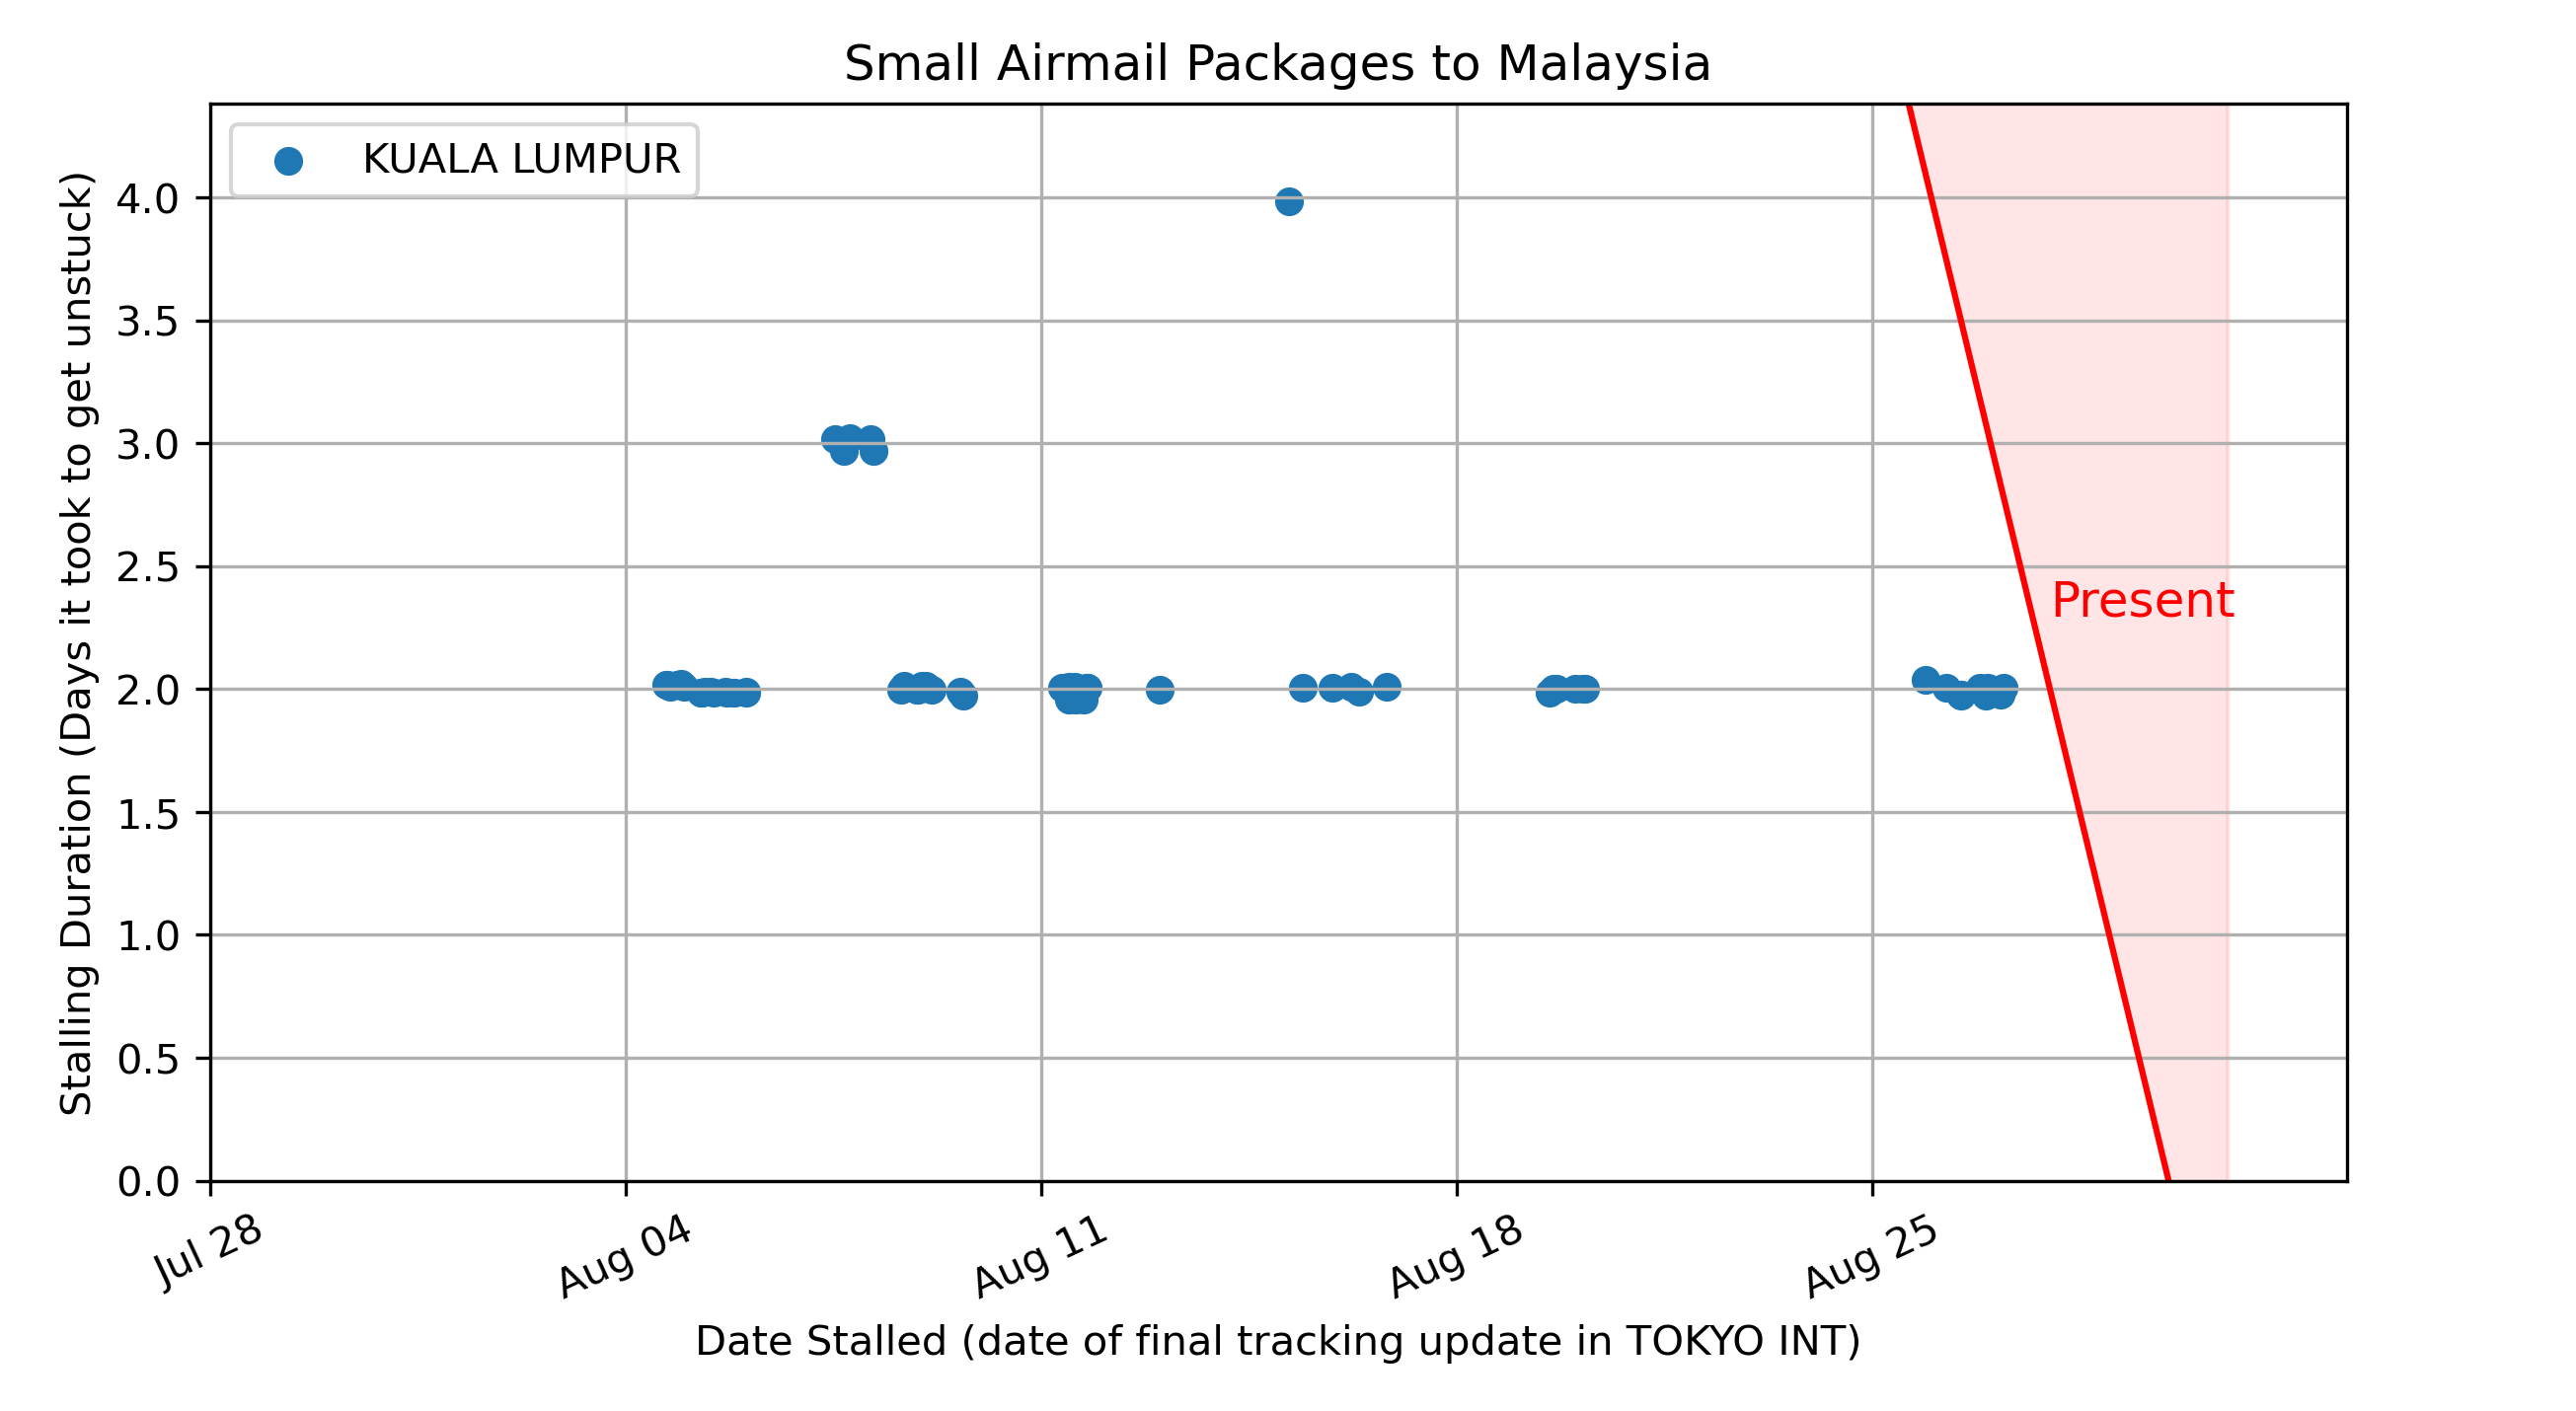 Small Airmail Packages to Malaysia
KUALA LUMPUR
Stalling Duration (Days it took to get unstuck)
4.0
3.5
3.0
2.5
2.0
1.5
1.0
0.5
0.0
Present
Jul 28
Aug 04
Aug 11
Aug 18
Aug 25
Date Stalled (date of final tracking update in TOKYO INT)